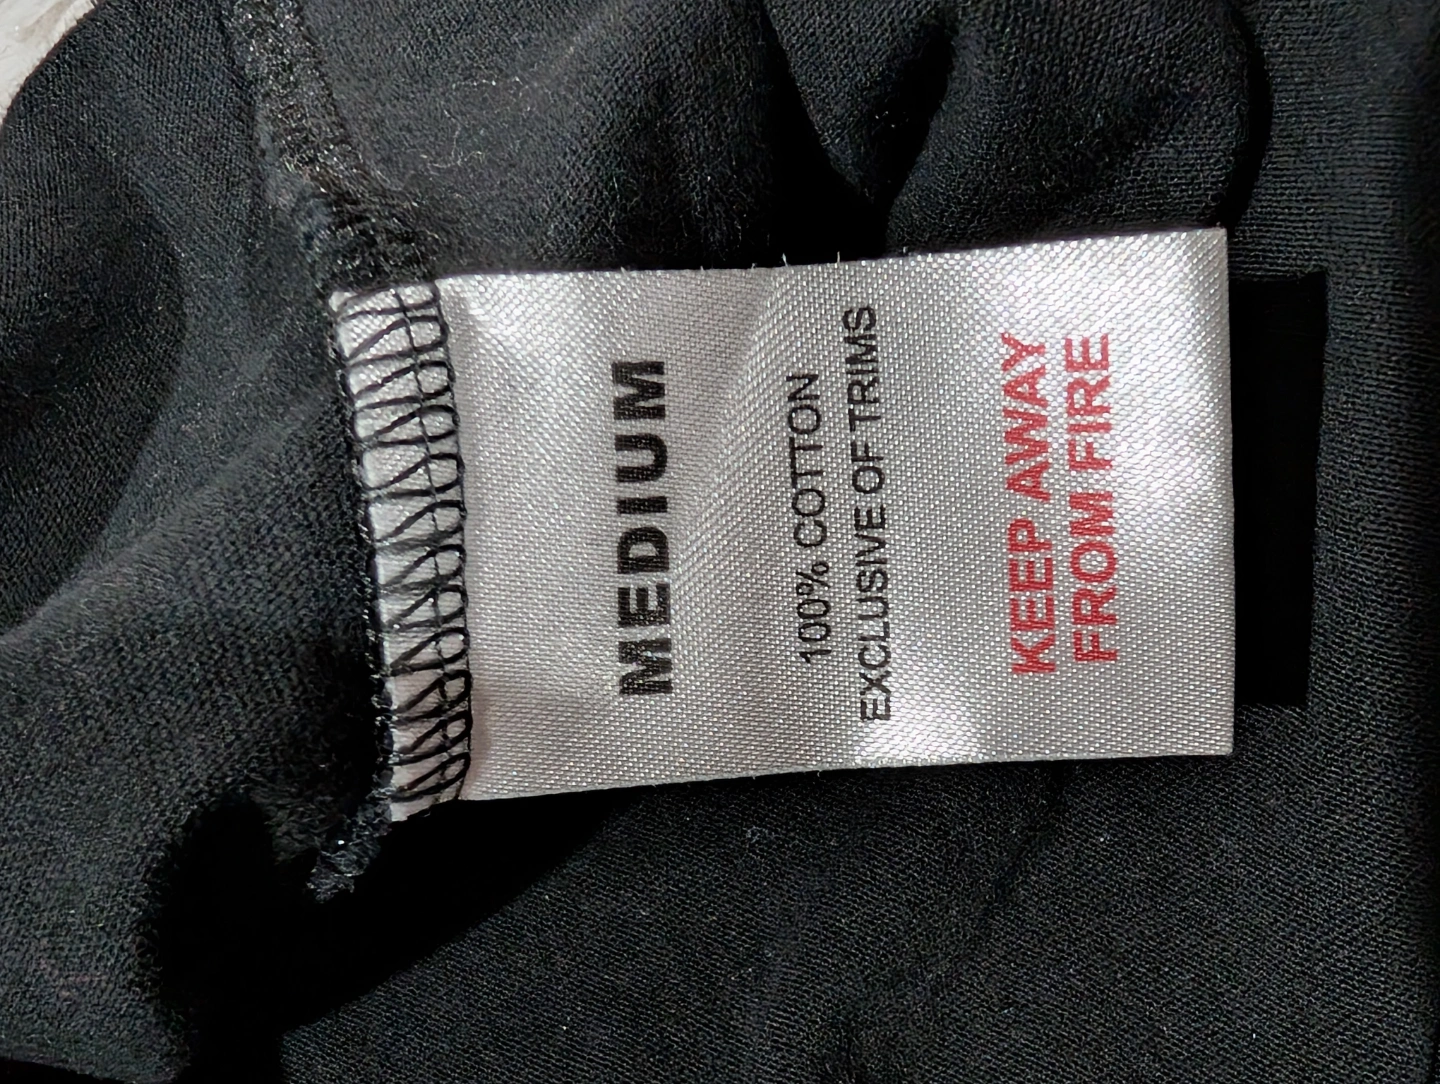 MEDIUM
100% COTTON
EXCLUSIVE OF TRIMS
KEEP AWAY
FROM FIRE